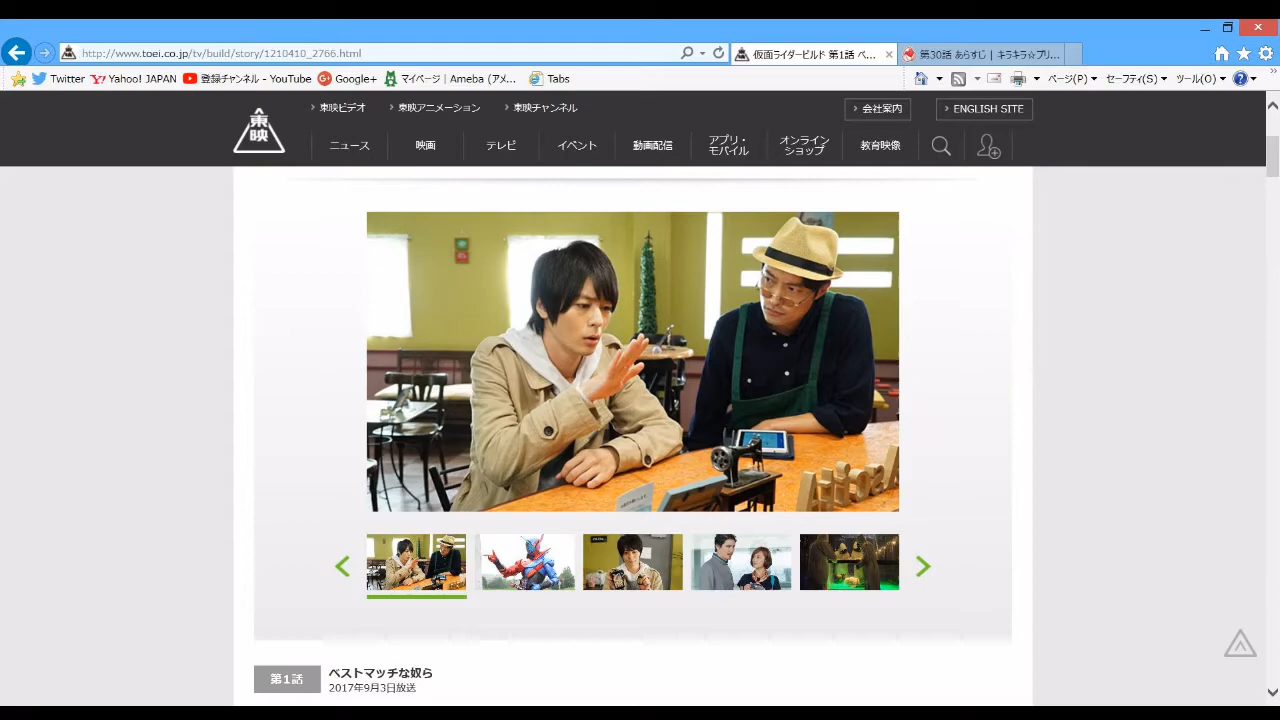 http://www.toei.co.jp/tv/build/story/1210410_2766.html
仮面ライダービルド 第1話 ベ...
第30話 あらすじ | キラキラ☆プリ...
Twitter
Yahoo! JAPAN
登録チャンネル - YouTube
Google+
マイページ | Ameba (アメ...
Tabs
ページ(P)
セーフティ(S)
ツール(O)
東映
東映ビデオ
東映アニメーション
東映チャンネル
会社案内
ENGLISH SITE
ニュース
映画
テレビ
イベント
動画配信
アプリ・
モバイル
オンライン
ショップ
教育映像
第1話
ベストマッチな奴ら
2017年9月3日放送